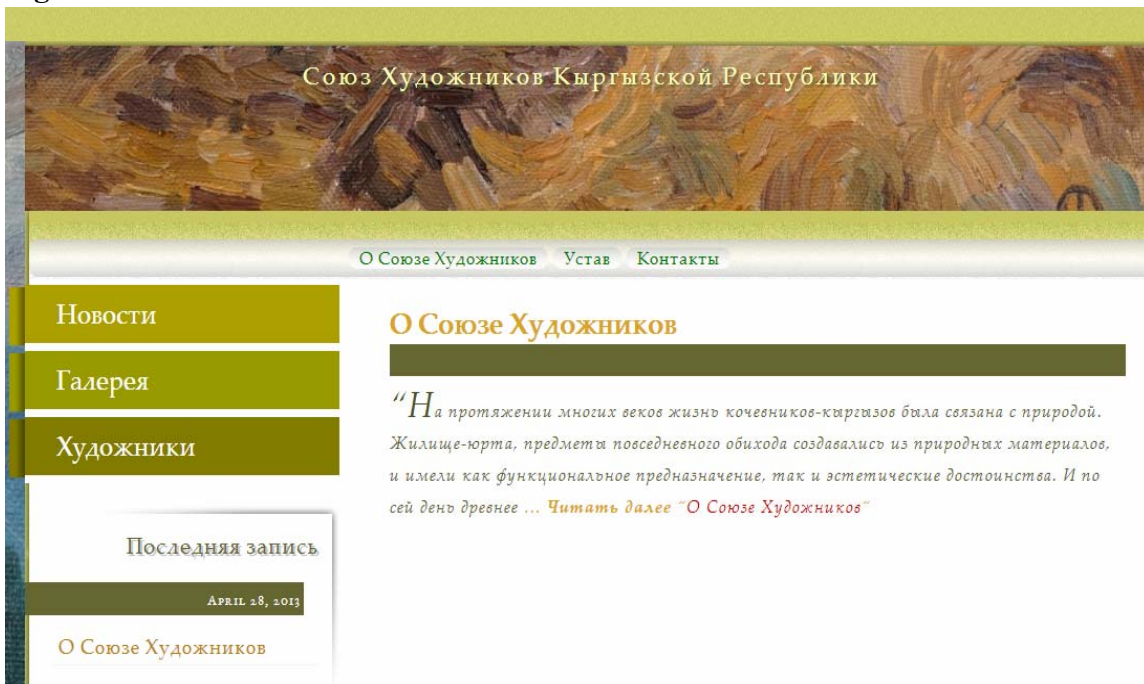 Союз Художников Кыргызской Республики
О Союзе Художников Устав Контакты
Новости
Галерея
Художники
Последняя запись
April 28, 2013
О Союзе Художников
О Союзе Художников
“На протяжении многих веков жизнь кочевников-кыргызов была связана с природой.
Жилище-юрта, предметы повседневного обихода создавались из природных материалов,
и имели как функциональное предназначение, так и эстетические достоинства. И по
сей день древнее ... Читать далее "О Союзе Художников"